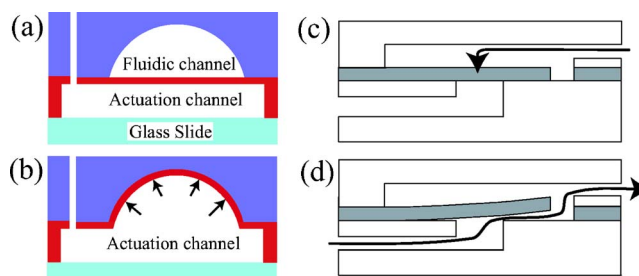 (a)
Fluidic channel
Actuation channel
Glass Slide
(b)
Actuation channel
(c)
(d)